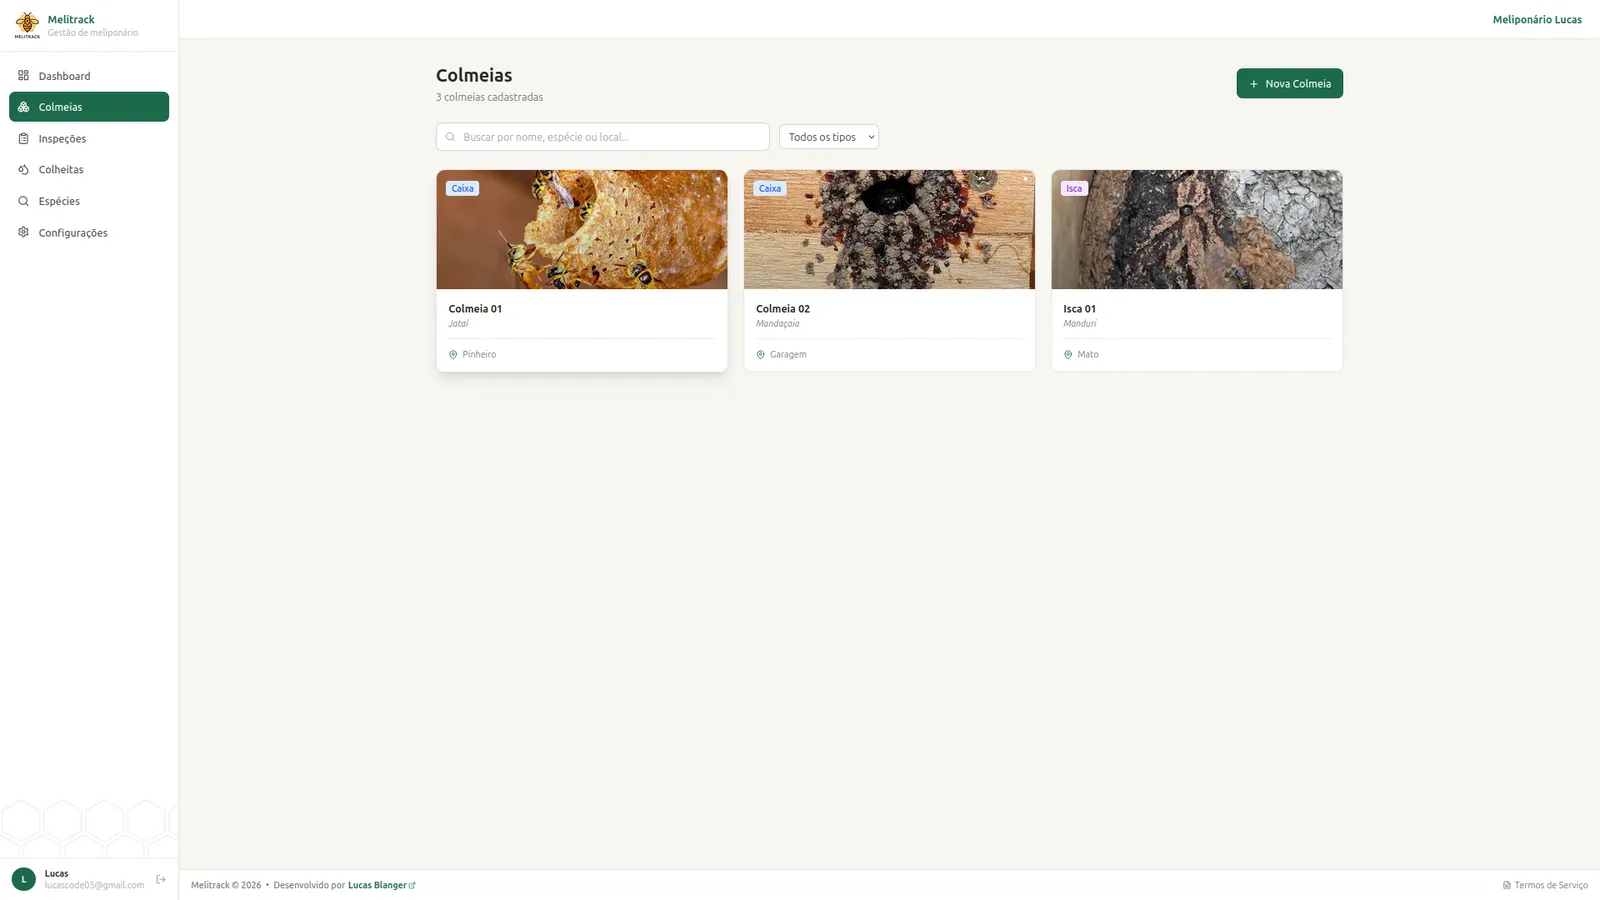 Melitrack
Gestão de meliponário
MELITRACK
Meliponário Lucas
Dashboard
Colmeias
Inspeções
Colheitas
Espécies
Configurações
Colmeias
3 colmeias cadastradas
+ Nova Colmeia
Buscar por nome, espécie ou local...
Todos os tipos
Caixa
Colmeia 01
Jataí
Pinheiro
Caixa
Colmeia 02
Mandaçaia
Garagem
Isca
Isca 01
Manduri
Mato
L
Lucas
lucascode05@gmail.com
Melitrack © 2026 • Desenvolvido por Lucas Blanger
Termos de Serviço